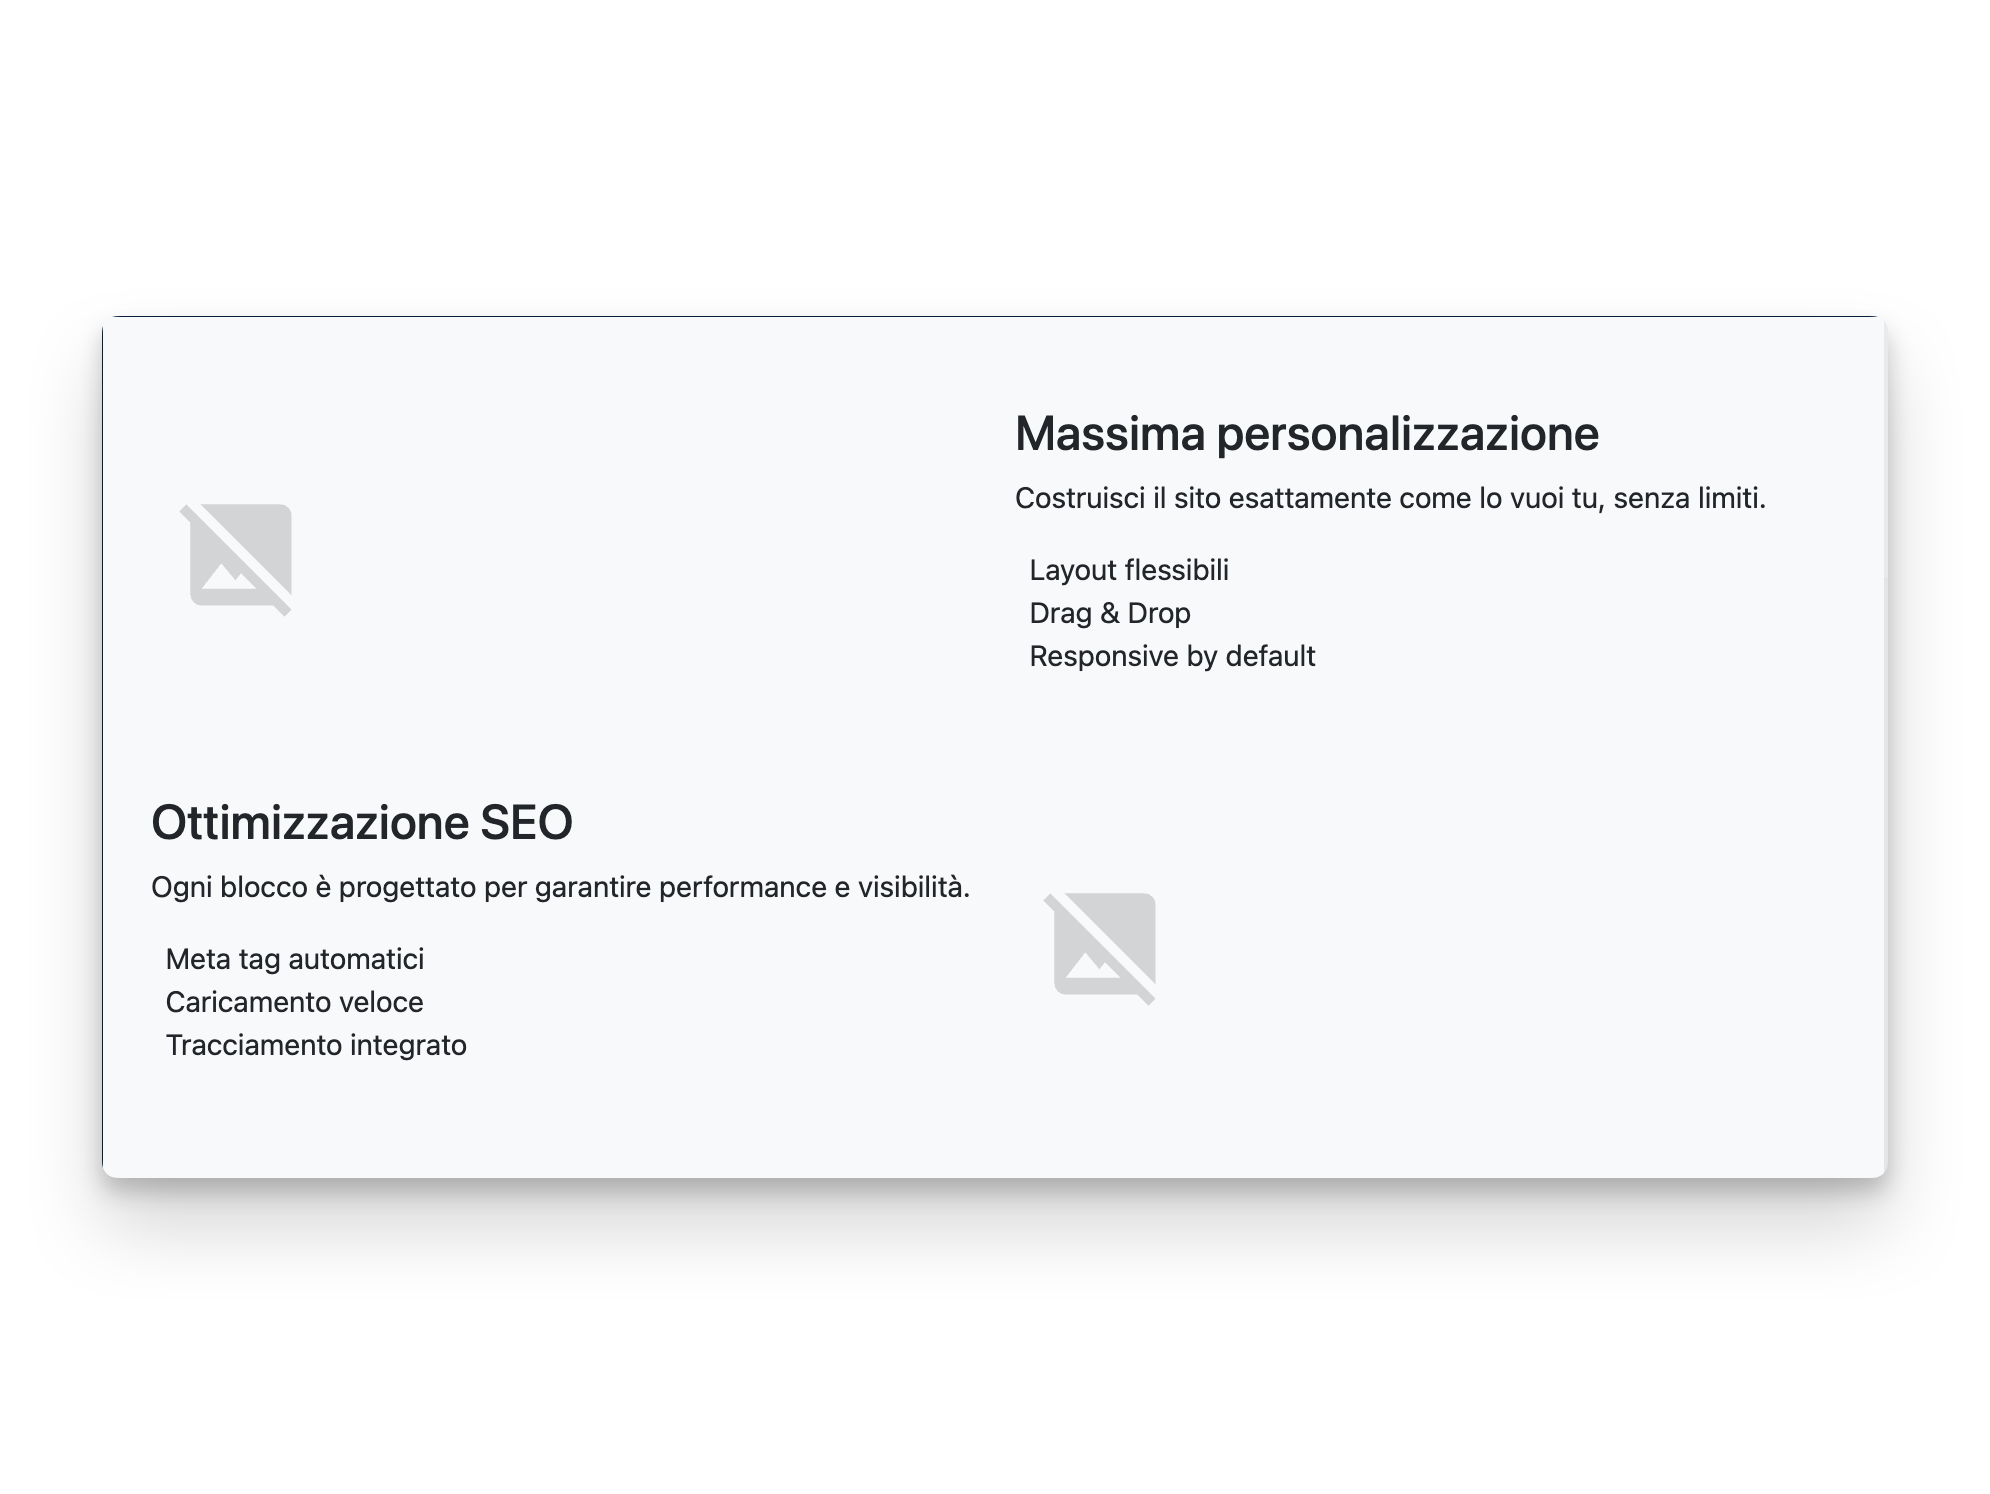 Massima personalizzazione
Costruisci il sito esattamente come lo vuoi tu, senza limiti.
Layout flessibili
Drag & Drop
Responsive by default
Ottimizzazione SEO
Ogni blocco è progettato per garantire performance e visibilità.
Meta tag automatici
Caricamento veloce
Tracciamento integrato